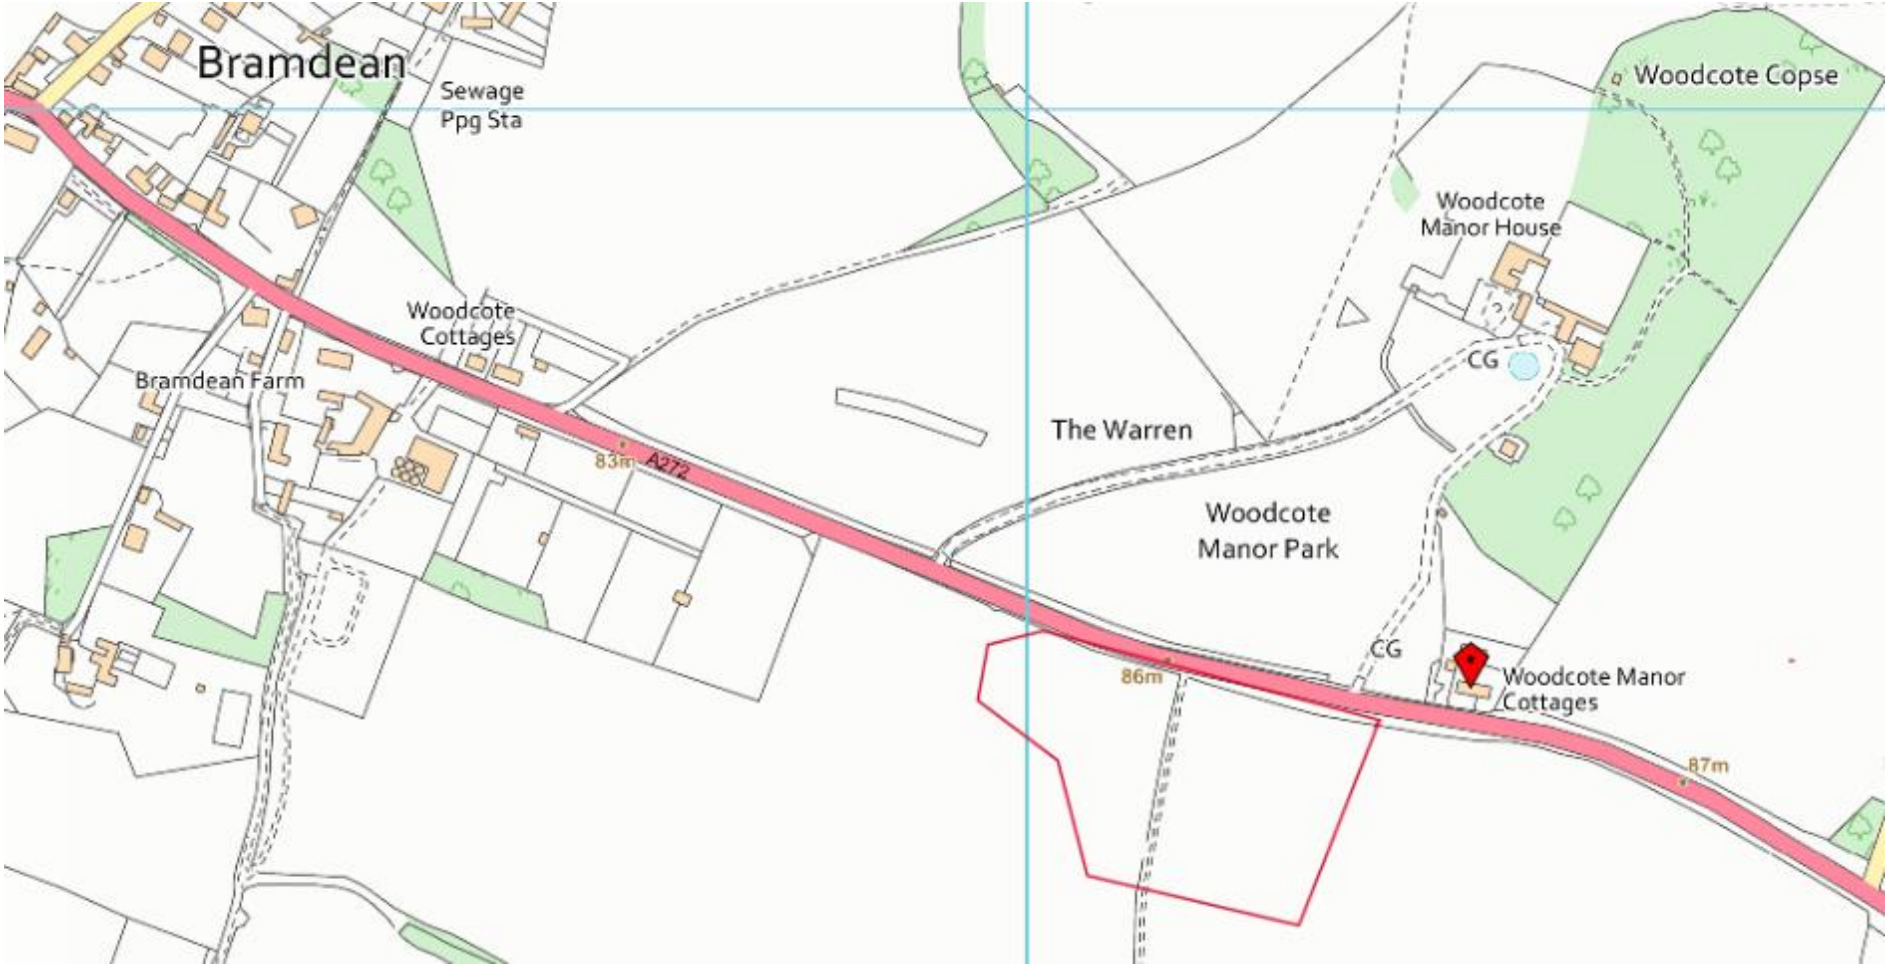 Bramdean
Sewage
Ppg Sta
Woodcote Copse
Woodcote
Manor House
Woodcote
Cottages
CG
Bramdean Farm
The Warren
83m
A272
Woodcote
Manor Park
CG
86m
Woodcote Manor
Cottages
87m